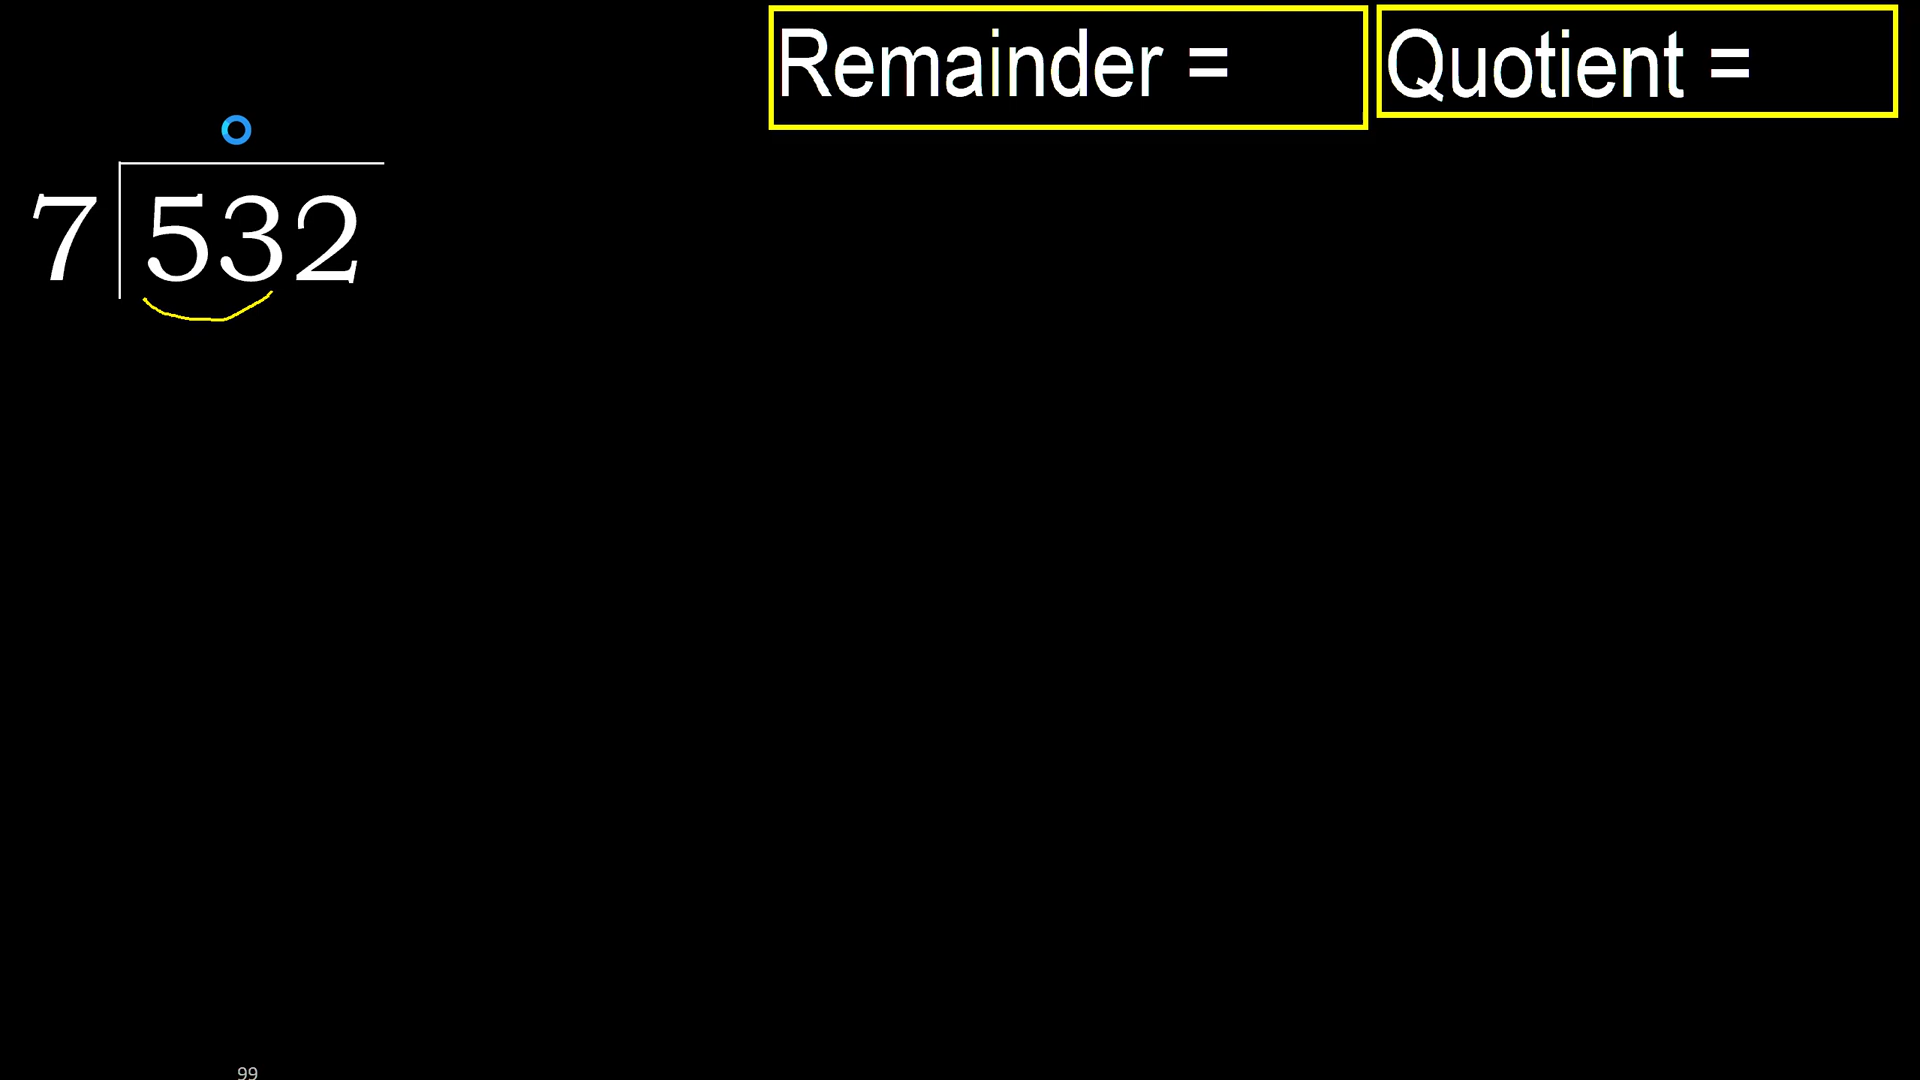 Remainder = Quotient =
7 532
99